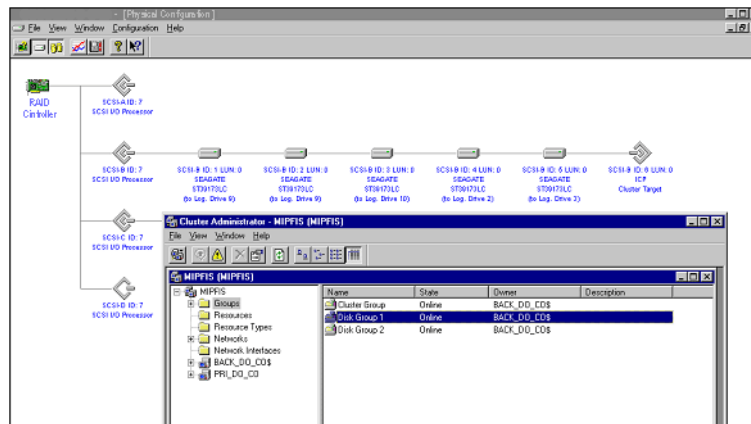 - [Physical Configuration]
File View Window Configuration Help
RAID
Controller
SCSI-A ID: 7
SCSI I/O Processor
SCSI-B ID: 7
SCSI I/O Processor
SCSI-B ID: 1 LUN: 0
SEAGATE
ST39173LC
(to Log. Drive 9)
SCSI-B ID: 2 LUN: 0
SEAGATE
ST39173LC
(to Log. Drive 9)
SCSI-B ID: 3 LUN: 0
SEAGATE
ST39173LC
(to Log. Drive 10)
SCSI-B ID: 4 LUN: 0
SEAGATE
ST39173LC
(to Log. Drive 2)
SCSI-B ID: 5 LUN: 0
SEAGATE
ST39173LC
(to Log. Drive 3)
SCSI-B ID: 6 LUN: 0
ICP
Cluster Target
SCSI-C ID: 7
SCSI I/O Processor
SCSI-D ID: 7
SCSI I/O Processor
Cluster Administrator - MIPFIS (MIPFIS)
File View Window Help
MIPFIS (MIPFIS)
MIPFIS
Groups
Resources
Resource Types
Networks
Network Interfaces
BACK_DO_CO$
PRI_DO_CO
Name State Owner Description
Cluster Group Online BACK_DO_CO$
Disk Group 1 Online BACK_DO_CO$
Disk Group 2 Online BACK_DO_CO$